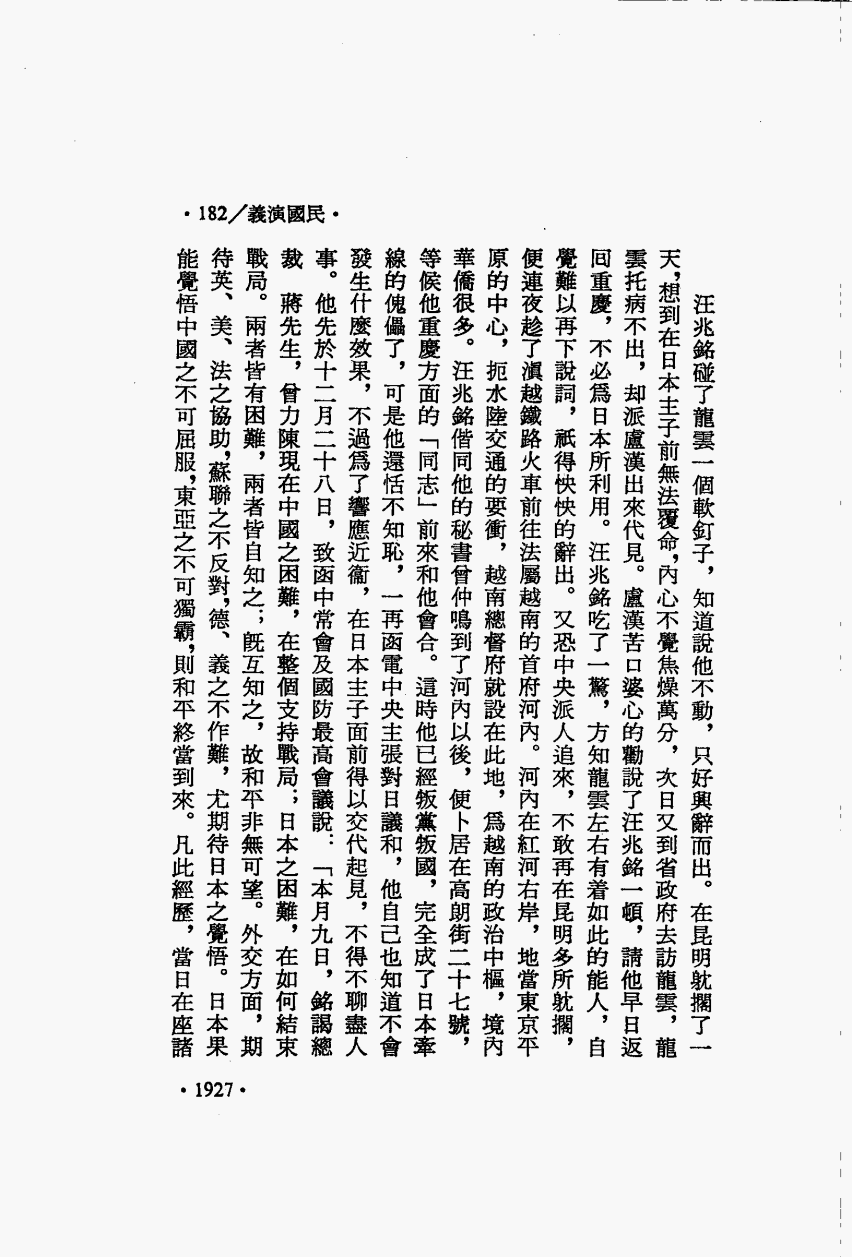 ・182／義演國民・
汪兆銘碰了龍雲一個軟釘子，知道說他不動，只好興辭而出。在昆明躭擱了一
天，想到在日本主子前無法覆命，內心不覺焦燥萬分，次日又到省政府去訪龍雲，龍
雲托病不出，却派盧漢出來代見。盧漢苦口婆心的勸說了汪兆銘一頓，請他早日返
囘重慶，不必爲日本所利用。汪兆銘吃了一驚，方知龍雲左右有着如此的能人，自
覺難以再下說詞，祇得怏怏的辭出。又恐中央派人追來，不敢再在昆明多所躭擱，
便連夜趁了滇越鐵路火車前往法屬越南的首府河內。河內在紅河右岸，地當東京平
原的中心，扼水陸交通的要衝，越南總督府就設在此地，爲越南的政治中樞，境內
華僑很多。汪兆銘偕同他的秘書曾仲鳴到了河內以後，便卜居在高朗街二十七號，
等候他重慶方面的「同志」前來和他會合。這時他已經叛黨叛國，完全成了日本牽
線的傀儡了，可是他還恬不知恥，一再函電中央主張對日議和，他自己也知道不會
發生什麼效果，不過爲了響應近衞，在日本主子面前得以交代起見，不得不聊盡人
事。他先於十二月二十八日，致函中常會及國防最高會議說：「本月九日，銘謁總
裁　蔣先生，曾力陳現在中國之困難，在整個支持戰局；日本之困難，在如何結束
戰局。兩者皆有困難，兩者皆自知之；旣互知之，故和平非無可望。外交方面，期
待英、美、法之協助，蘇聯之不反對，德、義之不作難，尤期待日本之覺悟。日本果
能覺悟中國之不可屈服，東亞之不可獨霸，則和平終當到來。凡此經歷，當日在座諸
・1927・